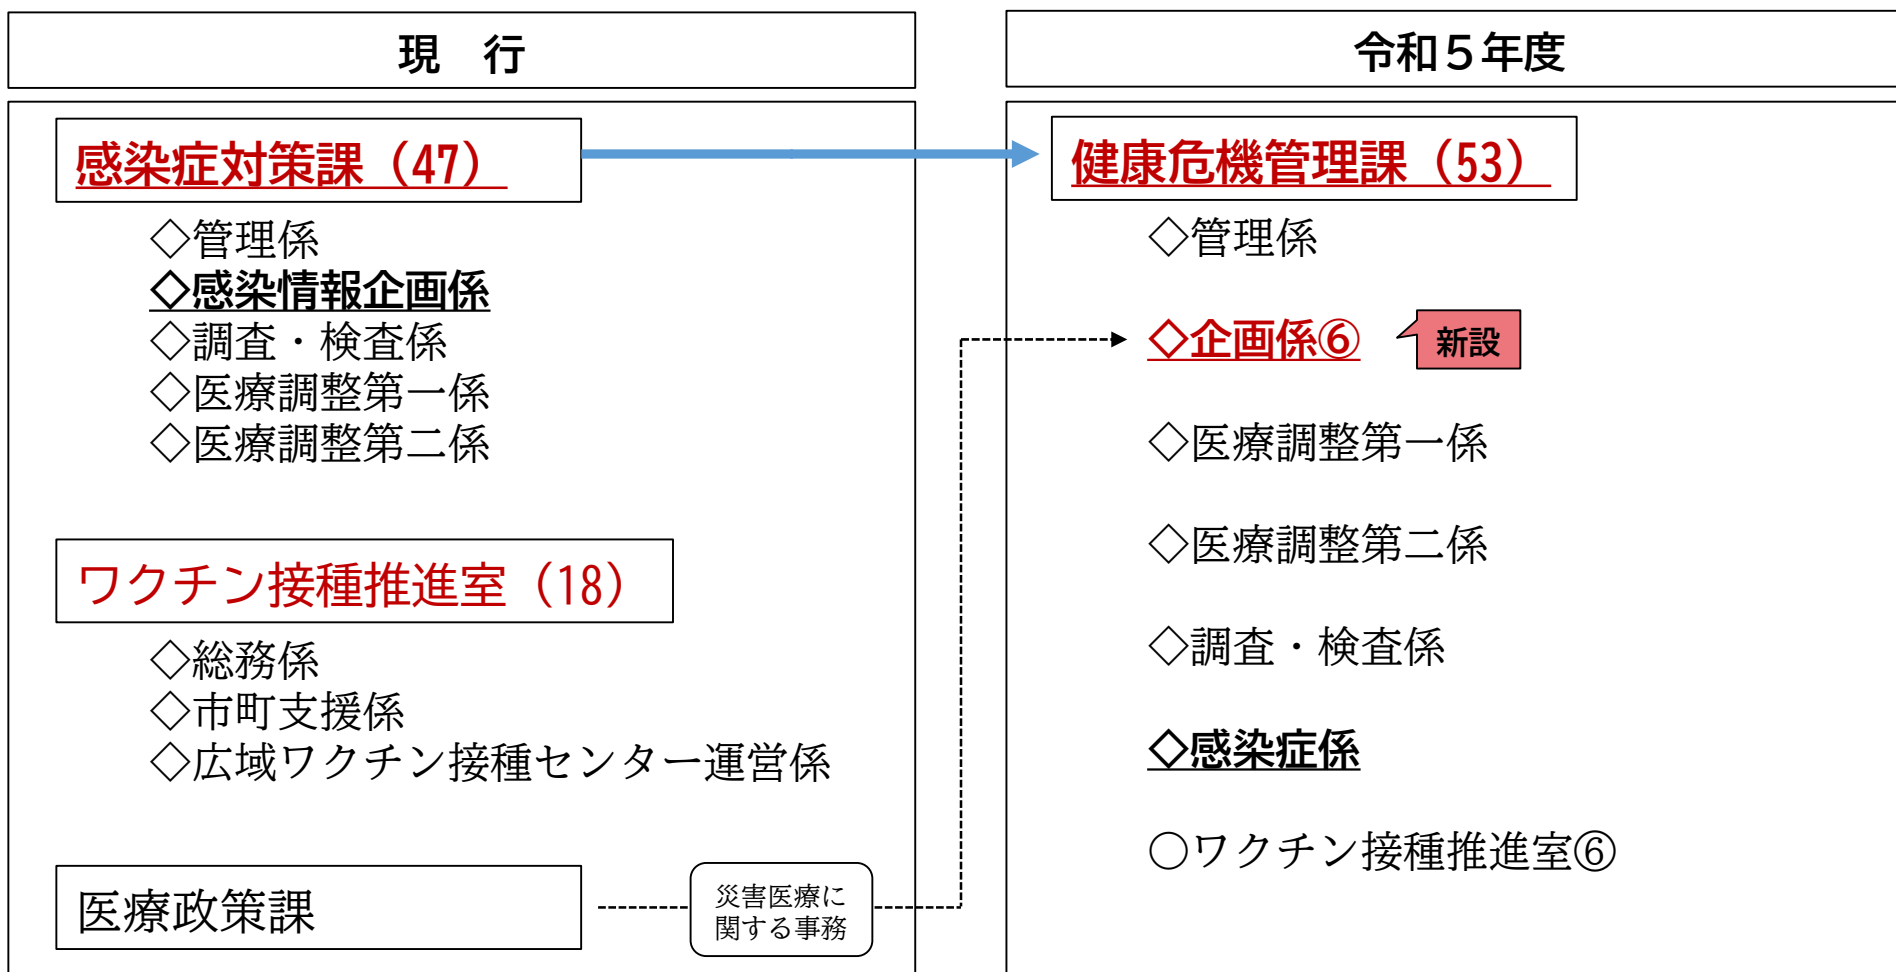 現　行
感染症対策課（47）
◇管理係
◇感染情報企画係
◇調査・検査係
◇医療調整第一係
◇医療調整第二係
ワクチン接種推進室（18）
◇総務係
◇市町支援係
◇広域ワクチン接種センター運営係
医療政策課
災害医療に
関する事務
令和５年度
健康危機管理課（53）
◇管理係
◇企画係⑥
新設
◇医療調整第一係
◇医療調整第二係
◇調査・検査係
◇感染症係
○ワクチン接種推進室⑥